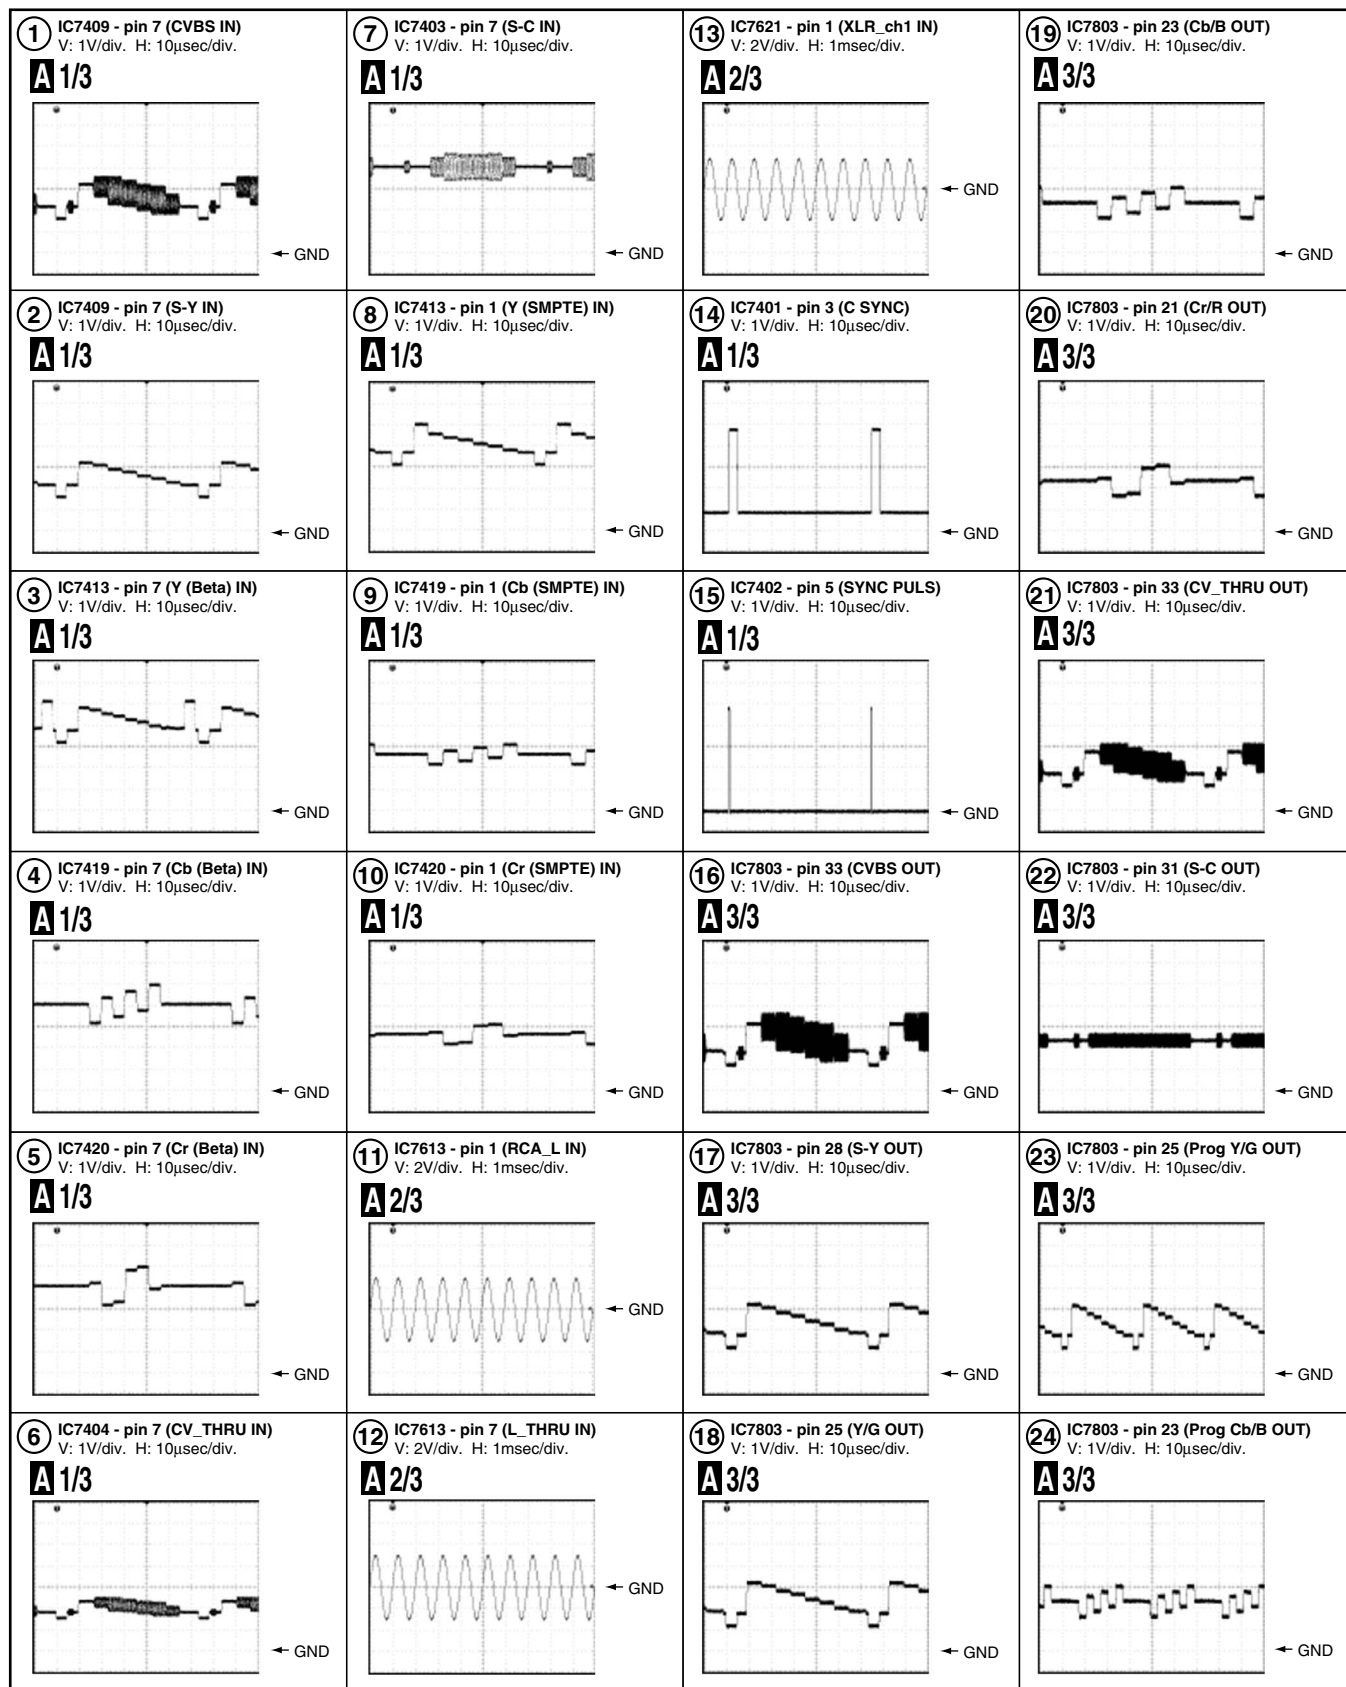 1 IC7409 - pin 7 (CVBS IN)
V: 1V/div. H: 10µsec/div.
A 1/3
← GND
2 IC7409 - pin 7 (S-Y IN)
V: 1V/div. H: 10µsec/div.
A 1/3
← GND
3 IC7413 - pin 7 (Y (Beta) IN)
V: 1V/div. H: 10µsec/div.
A 1/3
← GND
4 IC7419 - pin 7 (Cb (Beta) IN)
V: 1V/div. H: 10µsec/div.
A 1/3
← GND
5 IC7420 - pin 7 (Cr (Beta) IN)
V: 1V/div. H: 10µsec/div.
A 1/3
← GND
6 IC7404 - pin 7 (CV_THRU IN)
V: 1V/div. H: 10µsec/div.
A 1/3
← GND
7 IC7403 - pin 7 (S-C IN)
V: 1V/div. H: 10µsec/div.
A 1/3
8 IC7413 - pin 1 (Y (SMPTE) IN)
V: 1V/div. H: 10µsec/div.
A 1/3
9 IC7419 - pin 1 (Cb (SMPTE) IN)
V: 1V/div. H: 10µsec/div.
A 1/3
10 IC7420 - pin 1 (Cr (SMPTE) IN)
V: 1V/div. H: 10µsec/div.
A 1/3
11 IC7613 - pin 1 (RCA_L IN)
V: 2V/div. H: 1msec/div.
A 2/3
← GND
12 IC7613 - pin 7 (L_THRU IN)
V: 2V/div. H: 1msec/div.
A 2/3
← GND
13 IC7621 - pin 1 (XLR_ch1 IN)
V: 2V/div. H: 1msec/div.
A 2/3
← GND
14 IC7401 - pin 3 (C SYNC)
V: 1V/div. H: 10µsec/div.
A 1/3
← GND
15 IC7402 - pin 5 (SYNC PULS)
V: 1V/div. H: 10µsec/div.
A 1/3
← GND
16 IC7803 - pin 33 (CVBS OUT)
V: 1V/div. H: 10µsec/div.
A 3/3
← GND
17 IC7803 - pin 28 (S-Y OUT)
V: 1V/div. H: 10µsec/div.
A 3/3
← GND
18 IC7803 - pin 25 (Y/G OUT)
V: 1V/div. H: 10µsec/div.
A 3/3
← GND
19 IC7803 - pin 23 (Cb/B OUT)
V: 1V/div. H: 10µsec/div.
A 3/3
← GND
20 IC7803 - pin 21 (Cr/R OUT)
V: 1V/div. H: 10µsec/div.
A 3/3
← GND
21 IC7803 - pin 33 (CV_THRU OUT)
V: 1V/div. H: 10µsec/div.
A 3/3
← GND
22 IC7803 - pin 31 (S-C OUT)
V: 1V/div. H: 10µsec/div.
A 3/3
← GND
23 IC7803 - pin 25 (Prog Y/G OUT)
V: 1V/div. H: 10µsec/div.
A 3/3
← GND
24 IC7803 - pin 23 (Prog Cb/B OUT)
V: 1V/div. H: 10µsec/div.
A 3/3
← GND